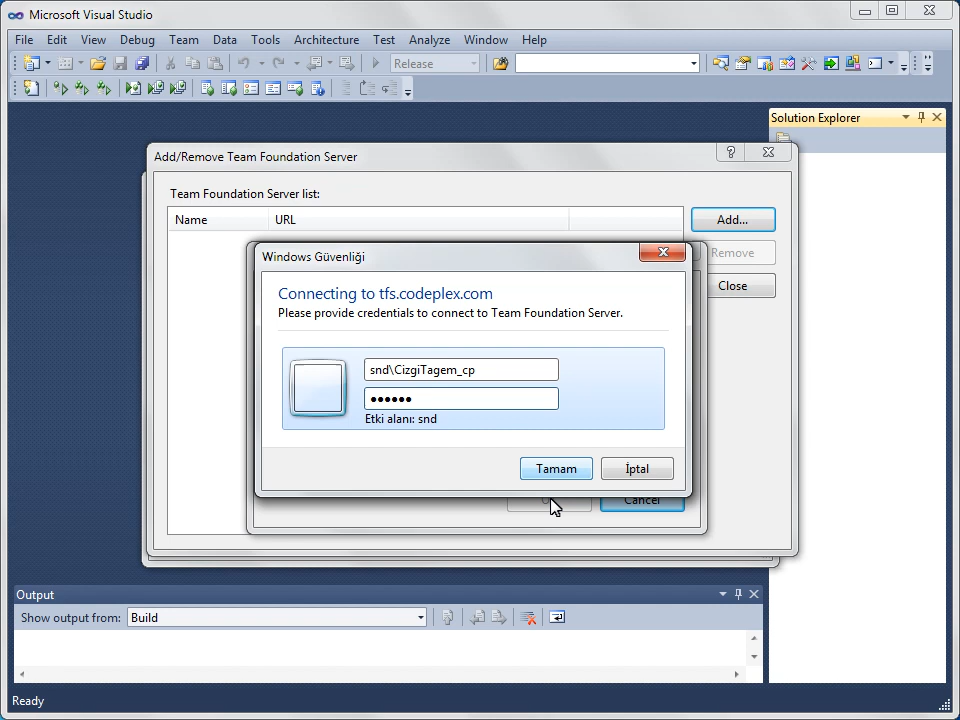 Microsoft Visual Studio
File Edit View Debug Team Data Tools Architecture Test Analyze Window Help
Release
Solution Explorer
Add/Remove Team Foundation Server
Team Foundation Server list:
Name URL
Add...
Remove
Close
Windows Güvenliği
Connecting to tfs.codeplex.com
Please provide credentials to connect to Team Foundation Server.
snd\CizgiTagem_cp
••••••
Etki alanı: snd
Tamam İptal
Cancel
Output
Show output from: Build
Ready